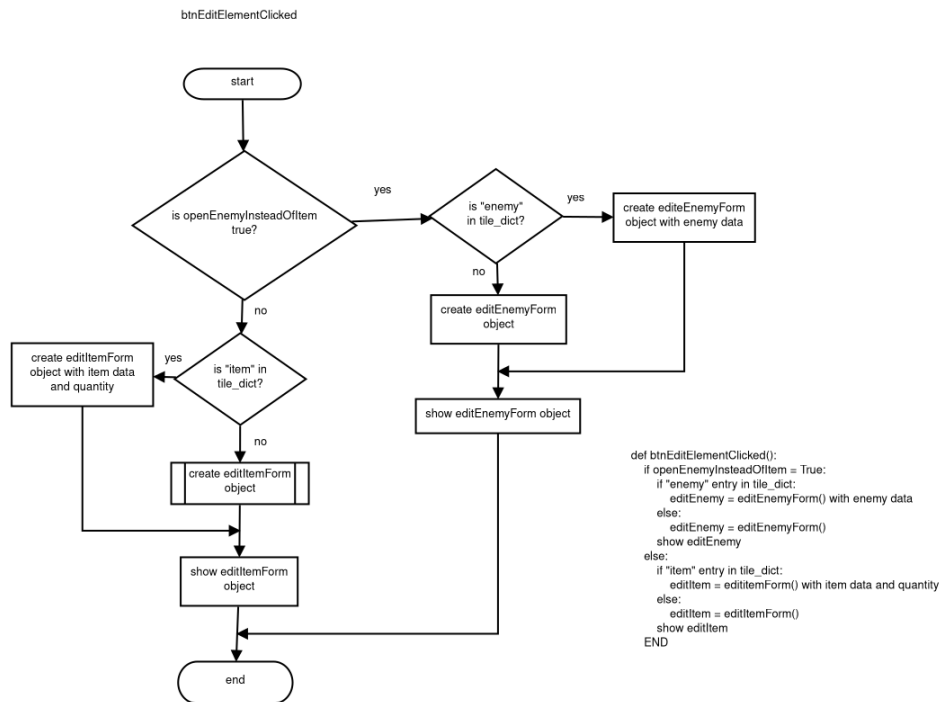 btnEditElementClicked
start
is openEnemyInsteadOfItem
true?
yes
is "enemy"
in tile_dict?
yes
create editeEnemyForm
object with enemy data
no
create editEnemyForm
object
show editEnemyForm object
no
is "item" in
tile_dict?
yes
create editItemForm
object with item data
and quantity
no
create editItemForm
object
show editItemForm
object
end
def btnEditElementClicked():
if openEnemyInsteadOfItem = True:
if "enemy" entry in tile_dict:
editEnemy = editEnemyForm() with enemy data
else:
editEnemy = editEnemyForm()
show editEnemy
else:
if "item" entry in tile_dict:
editItem = edititemForm() with item data and quantity
else:
editItem = editItemForm()
show editItem
END